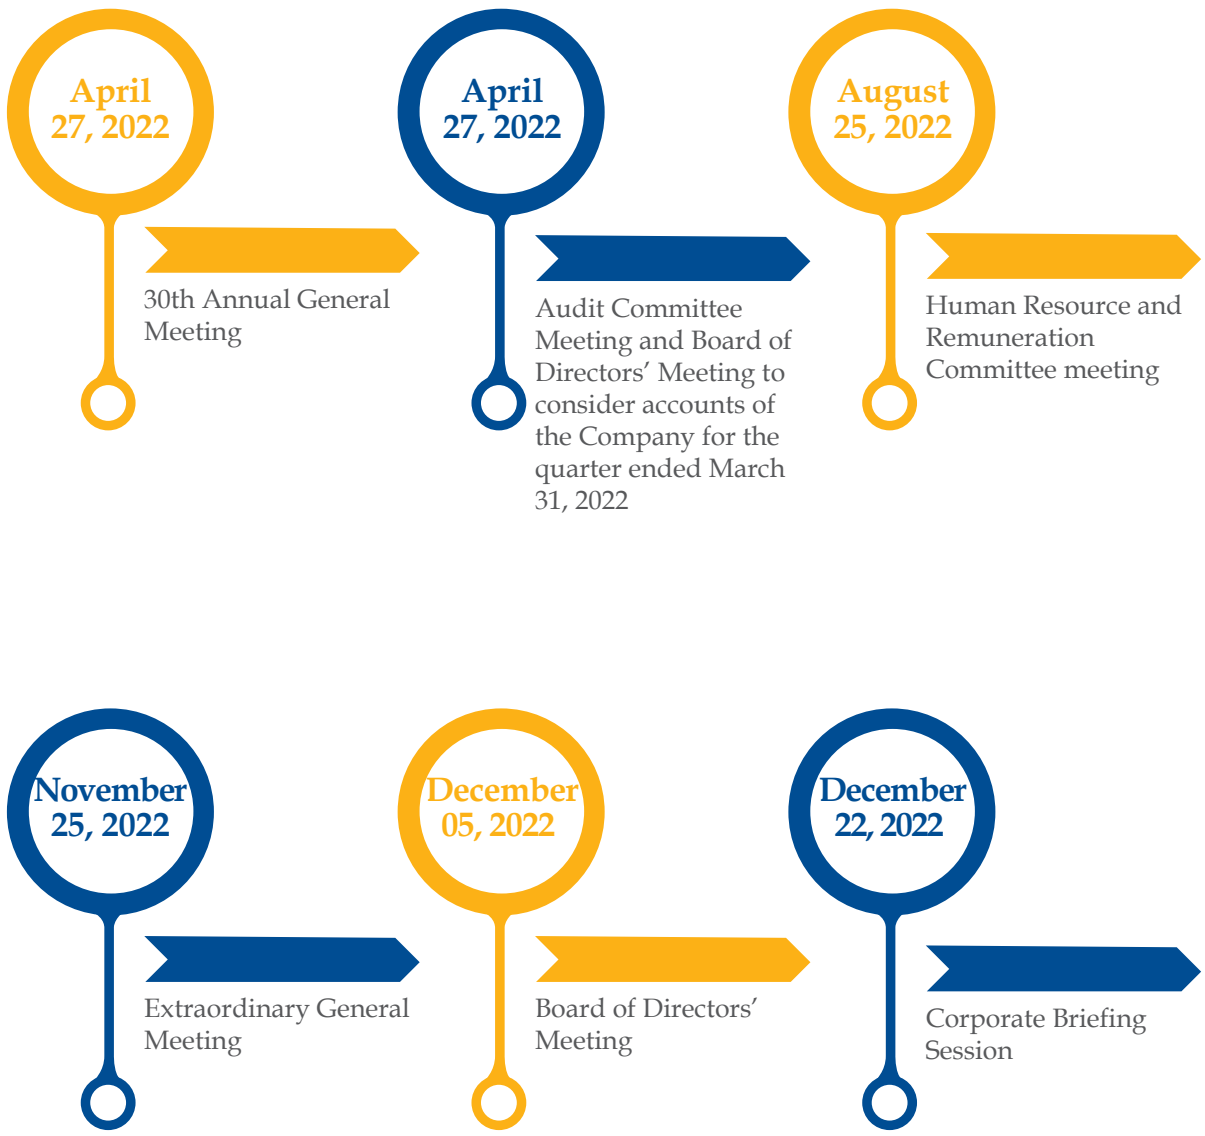 April
27, 2022
30th Annual General
Meeting
April
27, 2022
Audit Committee
Meeting and Board of
Directors’ Meeting to
consider accounts of
the Company for the
quarter ended March
31, 2022
August
25, 2022
Human Resource and
Remuneration
Committee meeting
November
25, 2022
Extraordinary General
Meeting
December
05, 2022
Board of Directors’
Meeting
December
22, 2022
Corporate Briefing
Session